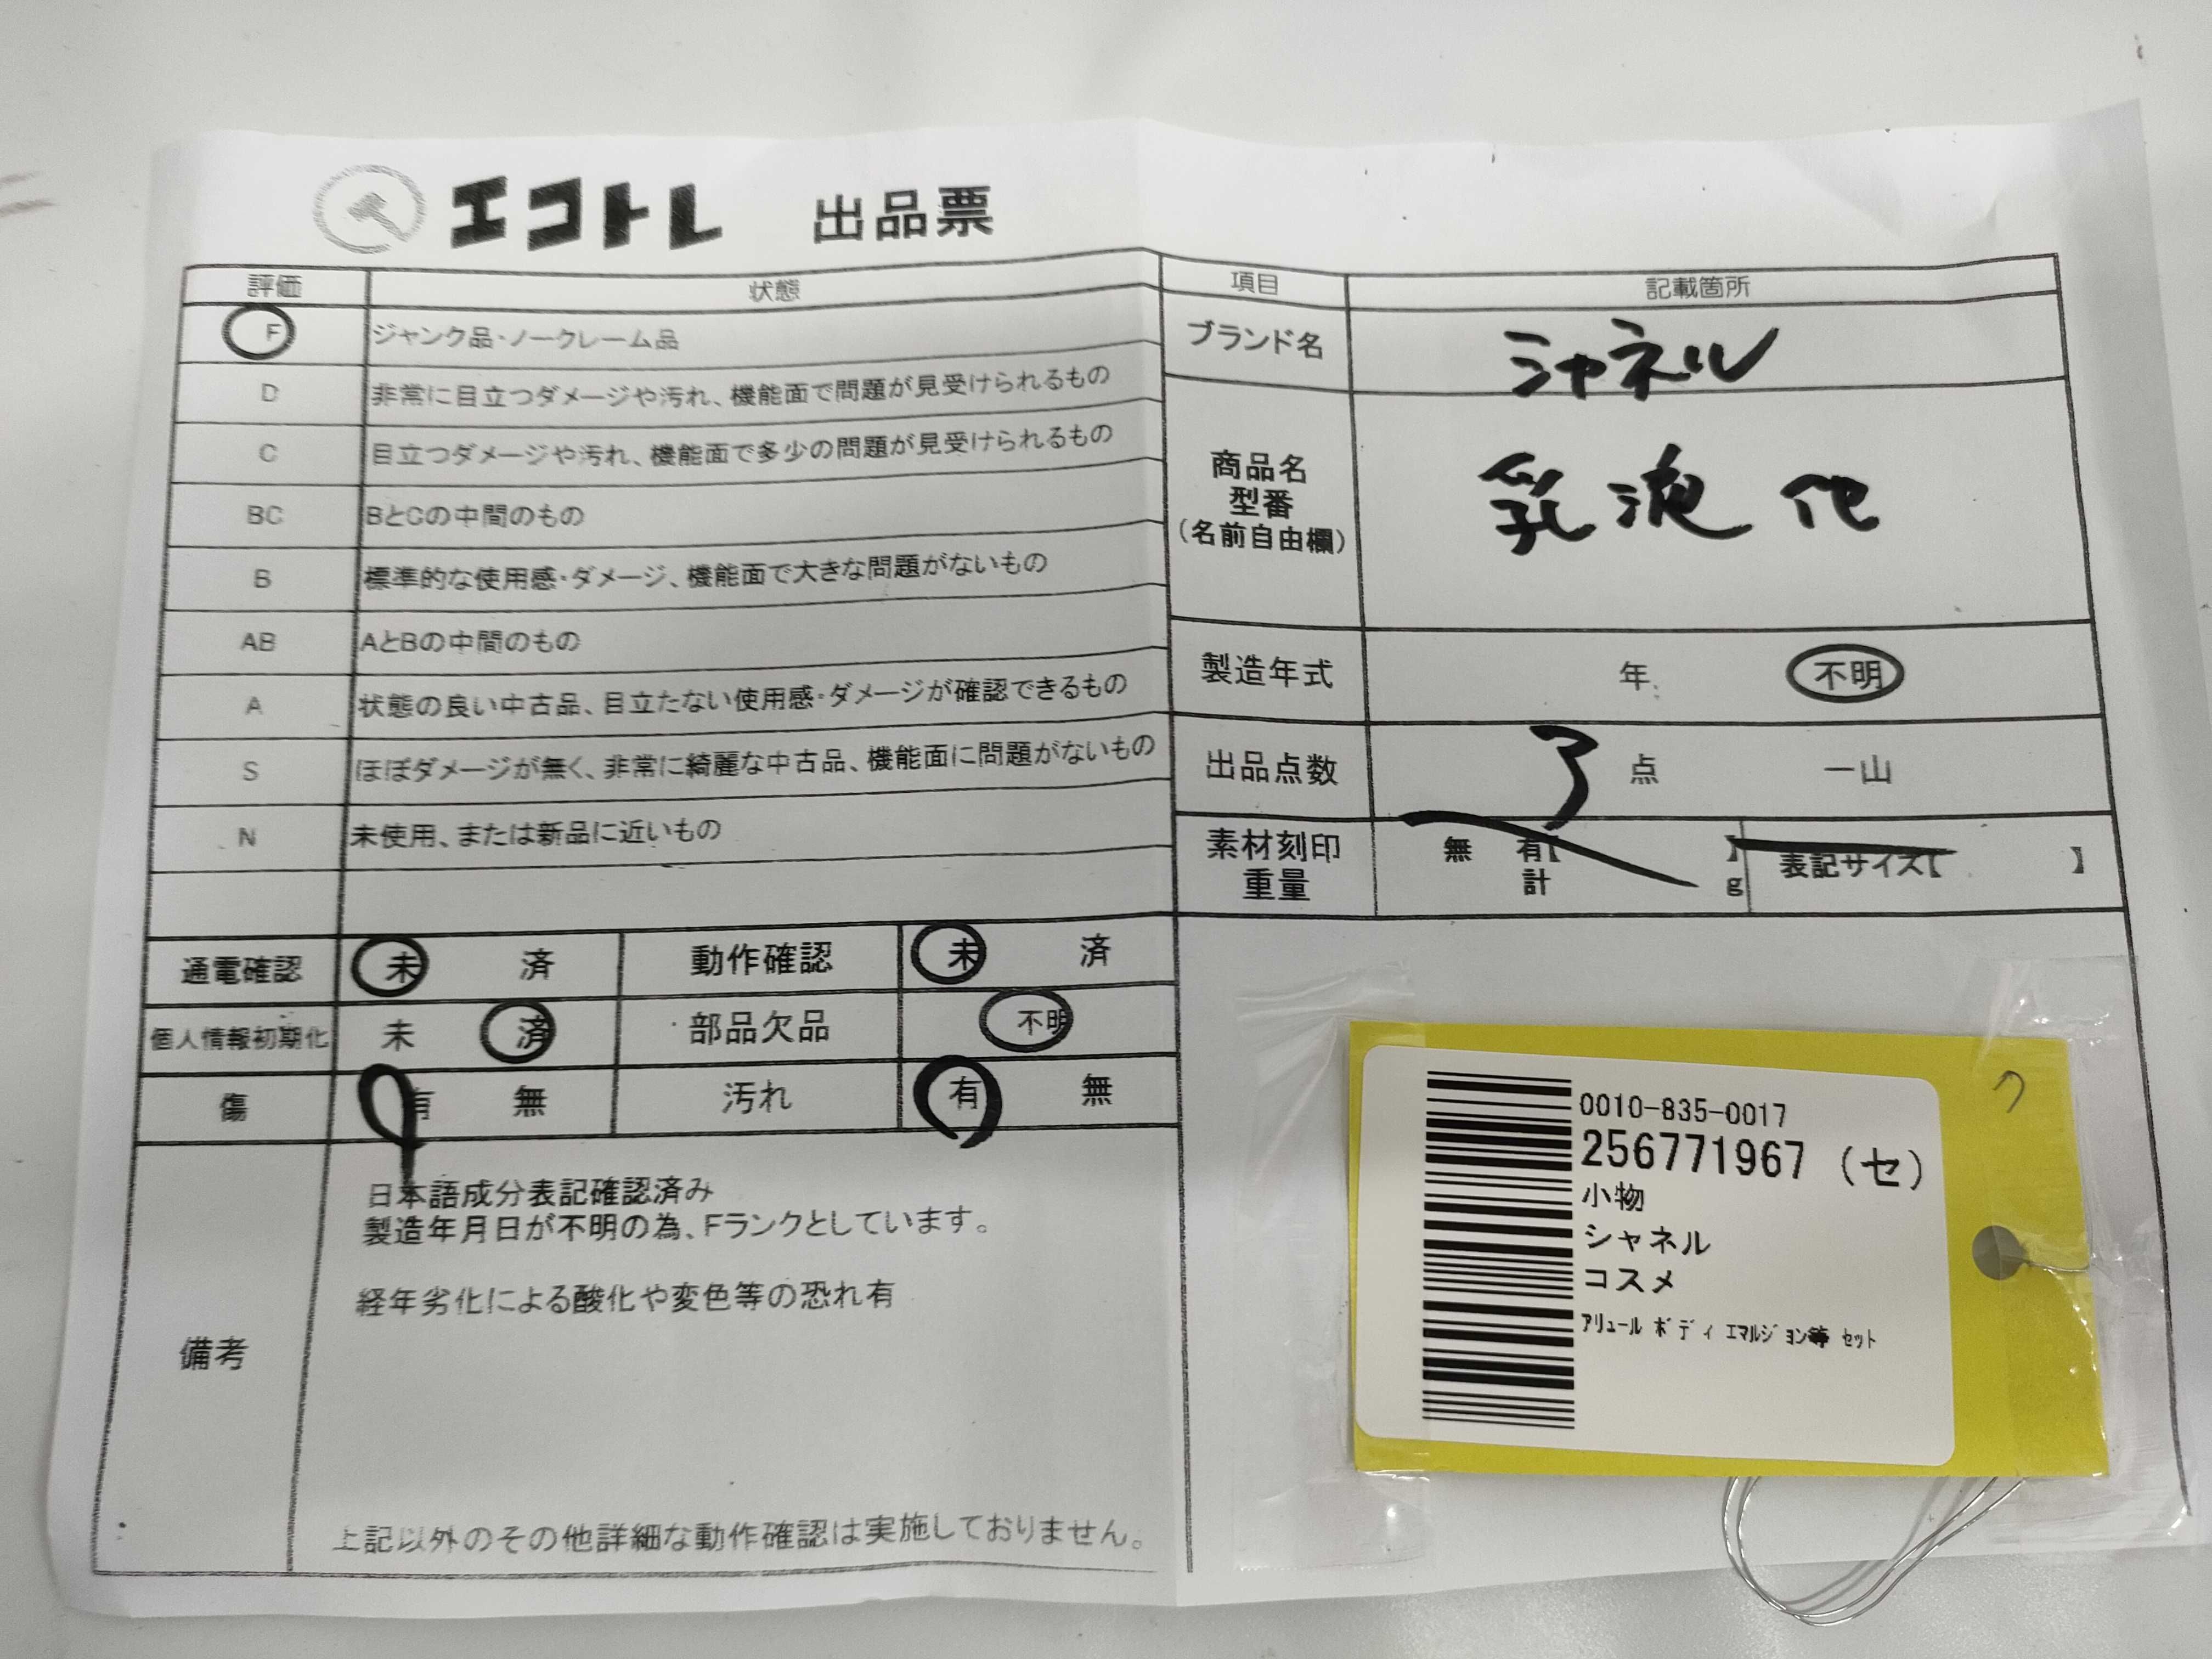 エコトレ 出品票
評価 状態
F ジャンク品・ノークレーム品
D 非常に目立つダメージや汚れ、機能面で問題が見受けられるもの
C 目立つダメージや汚れ、機能面で多少の問題が見受けられるもの
BC BとCの中間のもの
B 標準的な使用感・ダメージ、機能面で大きな問題がないもの
AB AとBの中間のもの
A 状態の良い中古品、目立たない使用感・ダメージが確認できるもの
S ほぼダメージが無く、非常に綺麗な中古品、機能面に問題がないもの
N 未使用、または新品に近いもの
項目 記載箇所
ブランド名 シャネル
商品名
型番
(名前自由欄)
乳液 他
製造年式 年 不明
出品点数 3 点 一山
素材刻印 無 有【 】 表記サイズ【 】
重量 計 g
通電確認 未 済 動作確認 未 済
個人情報初期化 未 済 部品欠品 不明
傷 有 無 汚れ 有 無
備考
日本語成分表記確認済み
製造年月日が不明の為、Fランクとしています。
経年劣化による酸化や変色等の恐れ有
上記以外のその他詳細な動作確認は実施しておりません。
0010-835-0017
256771967 (セ)
小物
シャネル
コスメ
ｱﾘｭｰﾙ ﾎﾞﾃﾞｨ ｴﾏﾙｼﾞｮﾝ等 ｾｯﾄ